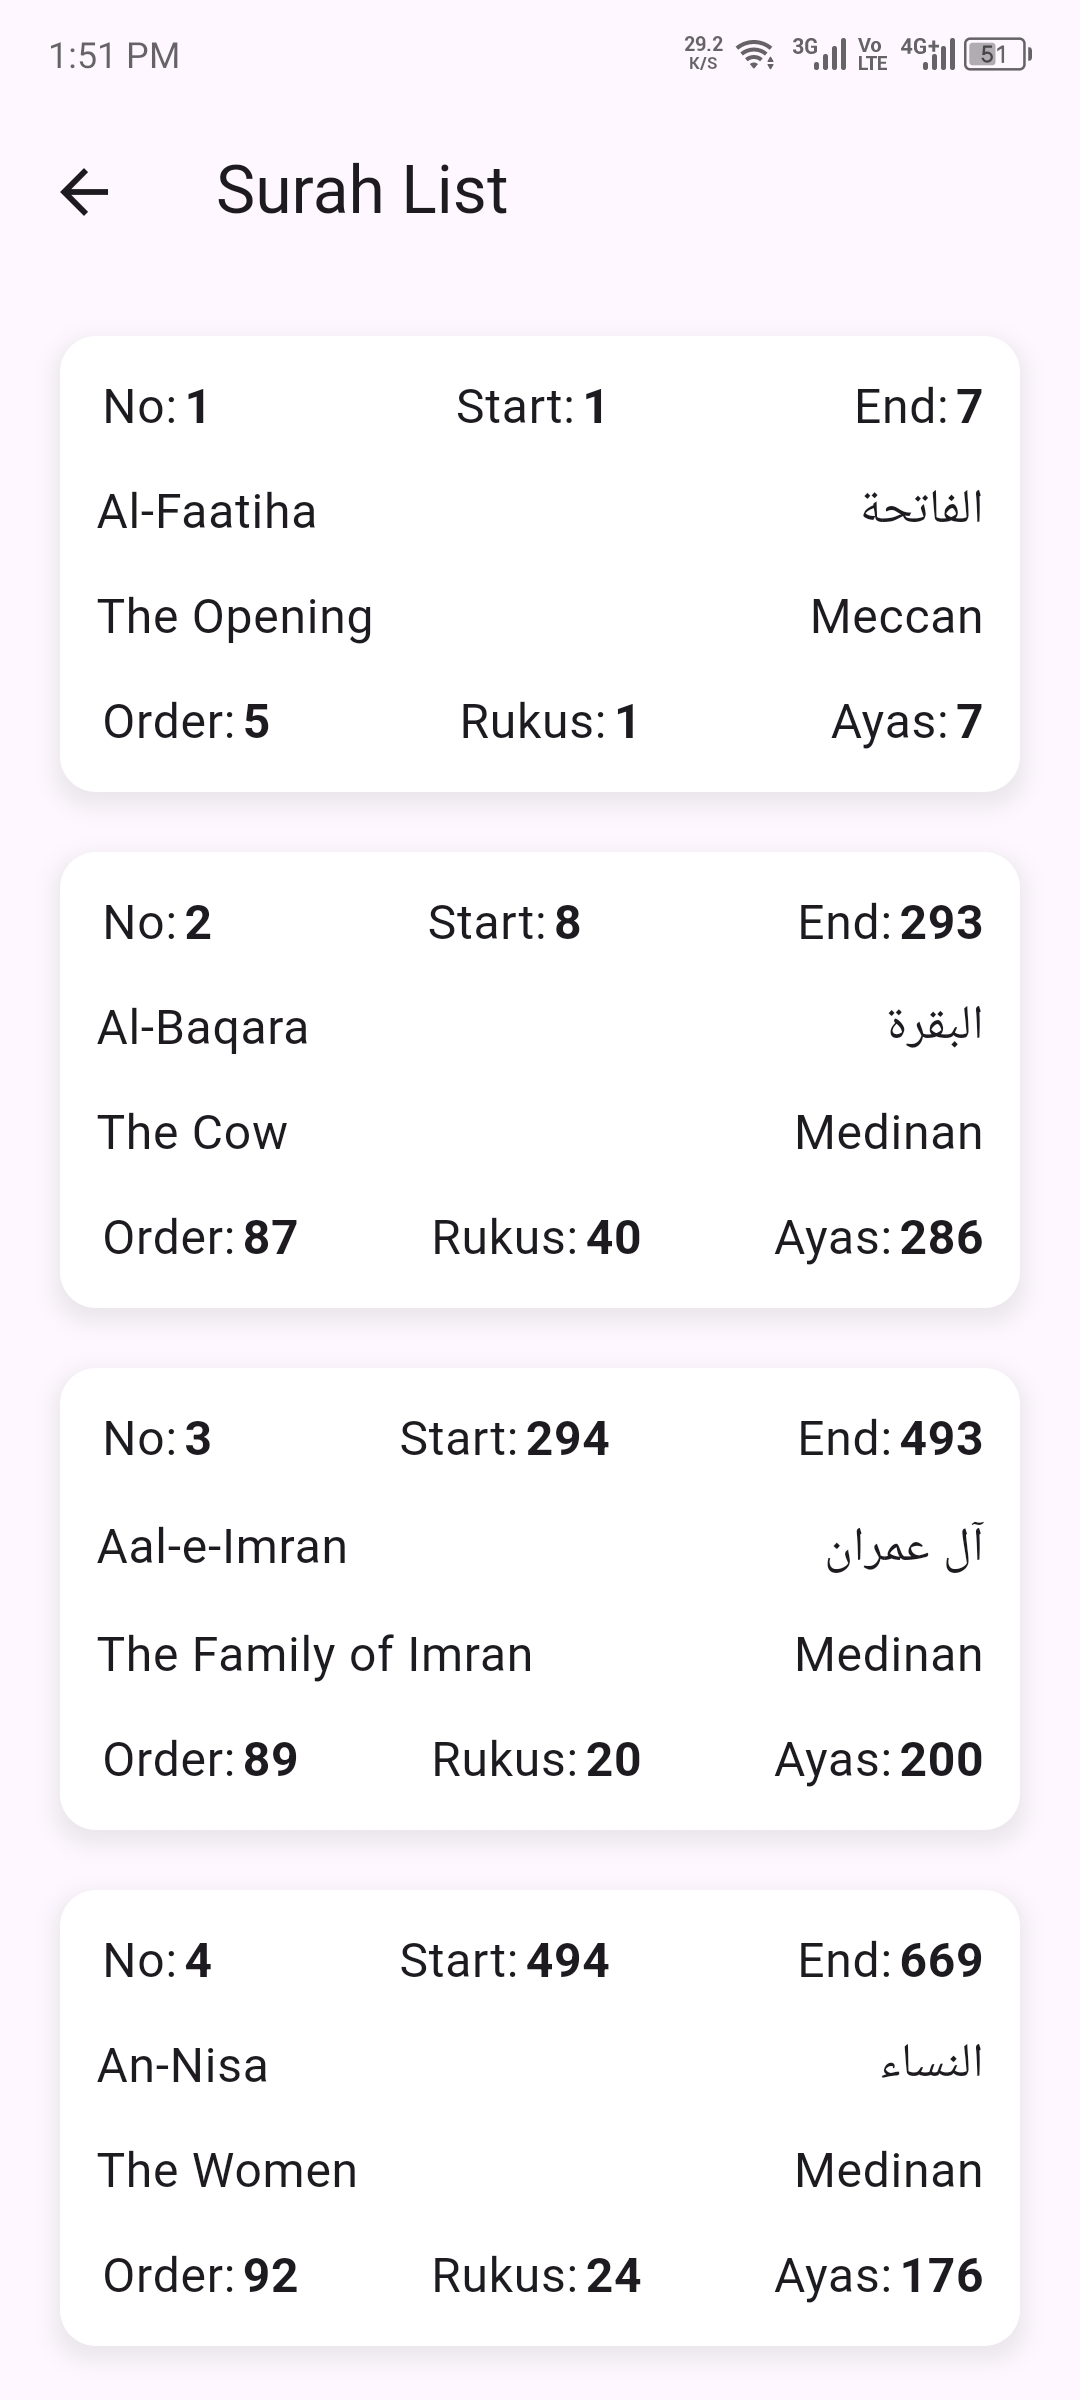 1:51 PM 29.2 K/S 3G Vo LTE 4G+ 51
Surah List
No: 1 Start: 1 End: 7
Al-Faatiha الفاتحة
The Opening Meccan
Order: 5 Rukus: 1 Ayas: 7
No: 2 Start: 8 End: 293
Al-Baqara البقرة
The Cow Medinan
Order: 87 Rukus: 40 Ayas: 286
No: 3 Start: 294 End: 493
Aal-e-Imran آل عمران
The Family of Imran Medinan
Order: 89 Rukus: 20 Ayas: 200
No: 4 Start: 494 End: 669
An-Nisa النساء
The Women Medinan
Order: 92 Rukus: 24 Ayas: 176